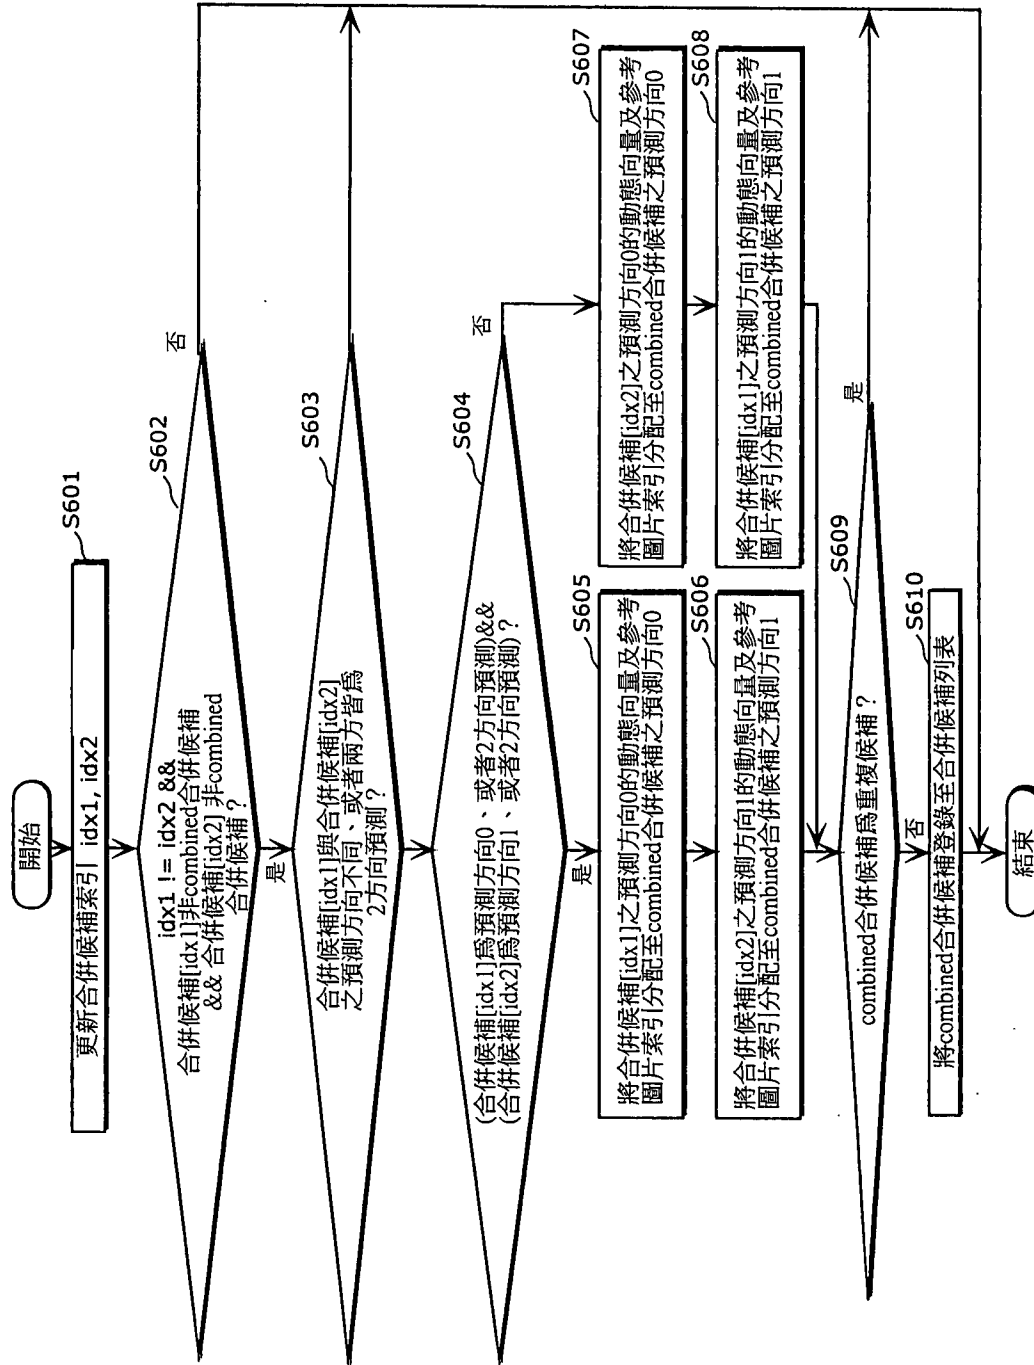 開始
S601
更新合併候補索引 idx1, idx2
S602
idx1 != idx2 &&
合併候補[idx1]非combined合併候補
&& 合併候補[idx2] 非combined
合併候補？
否
是
S603
合併候補[idx1]與合併候補[idx2]
之預測方向不同、或者兩方皆爲
2方向預測？
是
S604
(合併候補[idx1]爲預測方向0、或者2方向預測)&&
(合併候補[idx2]爲預測方向1、或者2方向預測)？
否
是
S605
將合併候補[idx1]之預測方向0的動態向量及參考
圖片索引分配至combined合併候補之預測方向0
S606
將合併候補[idx2]之預測方向1的動態向量及參考
圖片索引分配至combined合併候補之預測方向1
S607
將合併候補[idx2]之預測方向0的動態向量及參考
圖片索引分配至combined合併候補之預測方向0
S608
將合併候補[idx1]之預測方向1的動態向量及參考
圖片索引分配至combined合併候補之預測方向1
S609
combined合併候補爲重複候補？
是
否
S610
將combined合併候補登錄至合併候補列表
結束